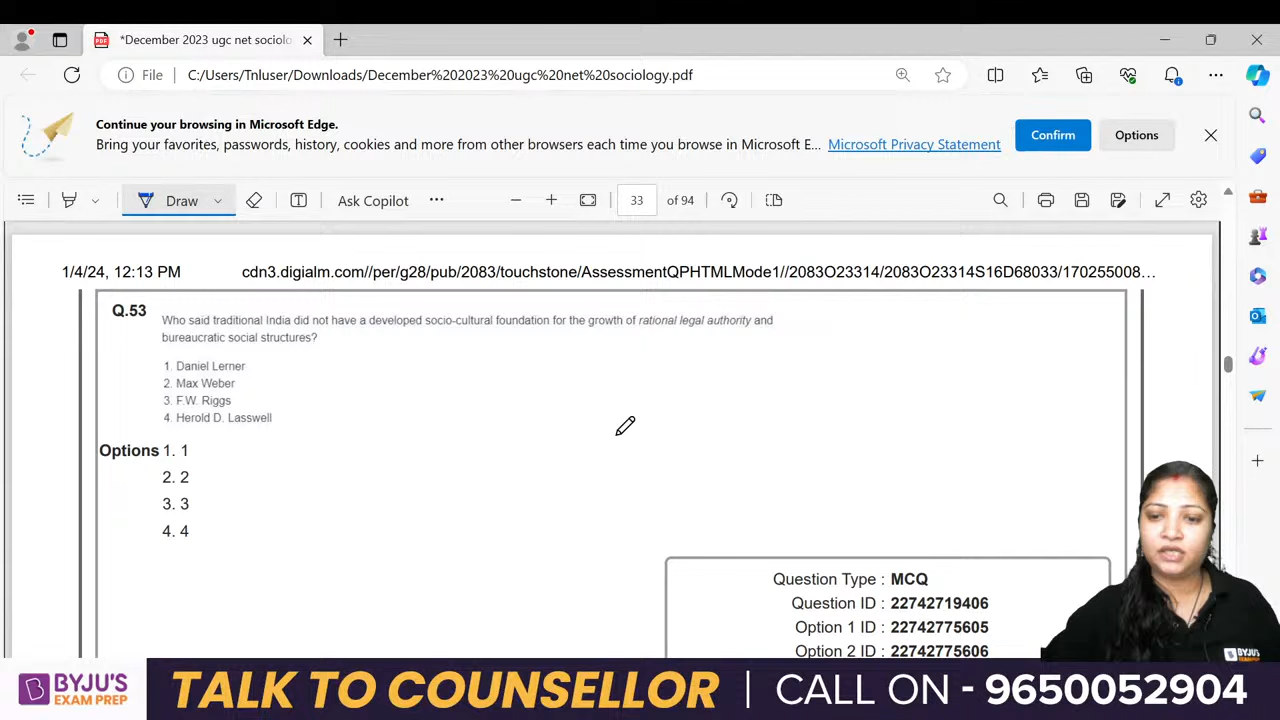 *December 2023 ugc net sociolo
File
C:/Users/Tnluser/Downloads/December%202023%20ugc%20net%20sociology.pdf
Continue your browsing in Microsoft Edge.
Bring your favorites, passwords, history, cookies and more from other browsers each time you browse in Microsoft E... Microsoft Privacy Statement
Confirm
Options
Draw
Ask Copilot
33 of 94
1/4/24, 12:13 PM
cdn3.digialm.com//per/g28/pub/2083/touchstone/AssessmentQPHTMLMode1//2083O23314/2083O23314S16D68033/170255008…
Q.53
Who said traditional India did not have a developed socio-cultural foundation for the growth of rational legal authority and
bureaucratic social structures?
1. Daniel Lerner
2. Max Weber
3. F.W. Riggs
4. Herold D. Lasswell
Options 1. 1
2. 2
3. 3
4. 4
Question Type : MCQ
Question ID : 22742719406
Option 1 ID : 22742775605
Option 2 ID : 22742775606
BYJU'S
EXAM PREP
BYJU'S
EXAM PREP
TALK TO COUNSELLOR | CALL ON - 9650052904